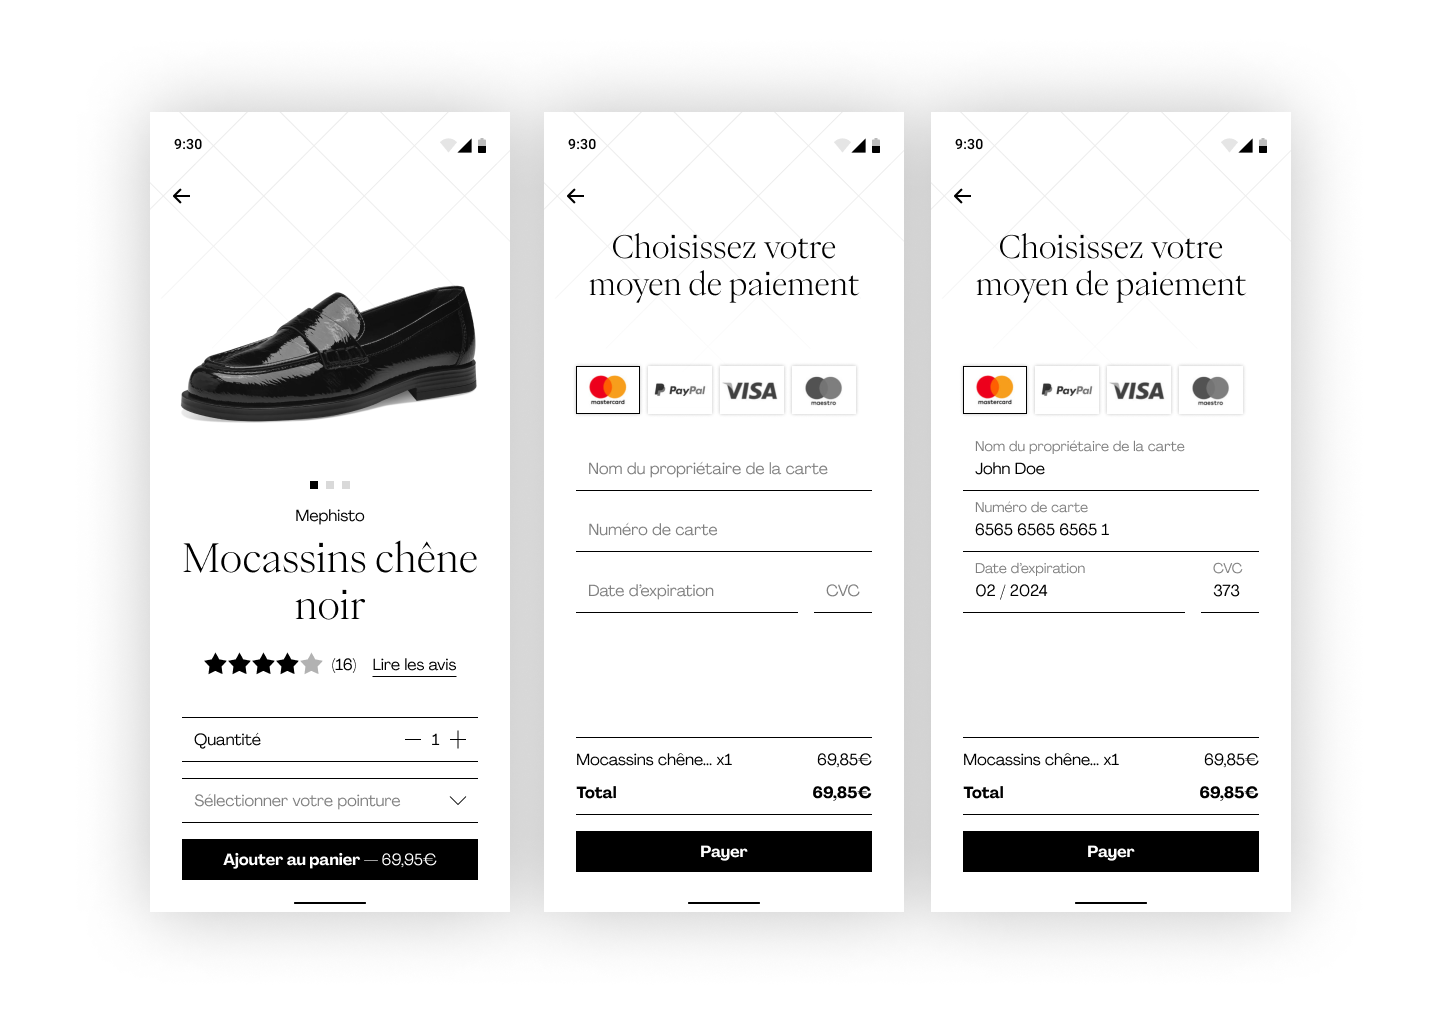 9:30
Mephisto
Mocassins chêne
noir
(16) Lire les avis
Quantité 1
Sélectionner votre pointure
Ajouter au panier — 69,95€
9:30
Choisissez votre
moyen de paiement
mastercard PayPal VISA maestro
Nom du propriétaire de la carte
Numéro de carte
Date d’expiration CVC
Mocassins chêne... x1 69,85€
Total 69,85€
Payer
9:30
Choisissez votre
moyen de paiement
mastercard PayPal VISA maestro
Nom du propriétaire de la carte
John Doe
Numéro de carte
6565 6565 6565 1
Date d’expiration CVC
02 / 2024 373
Mocassins chêne... x1 69,85€
Total 69,85€
Payer